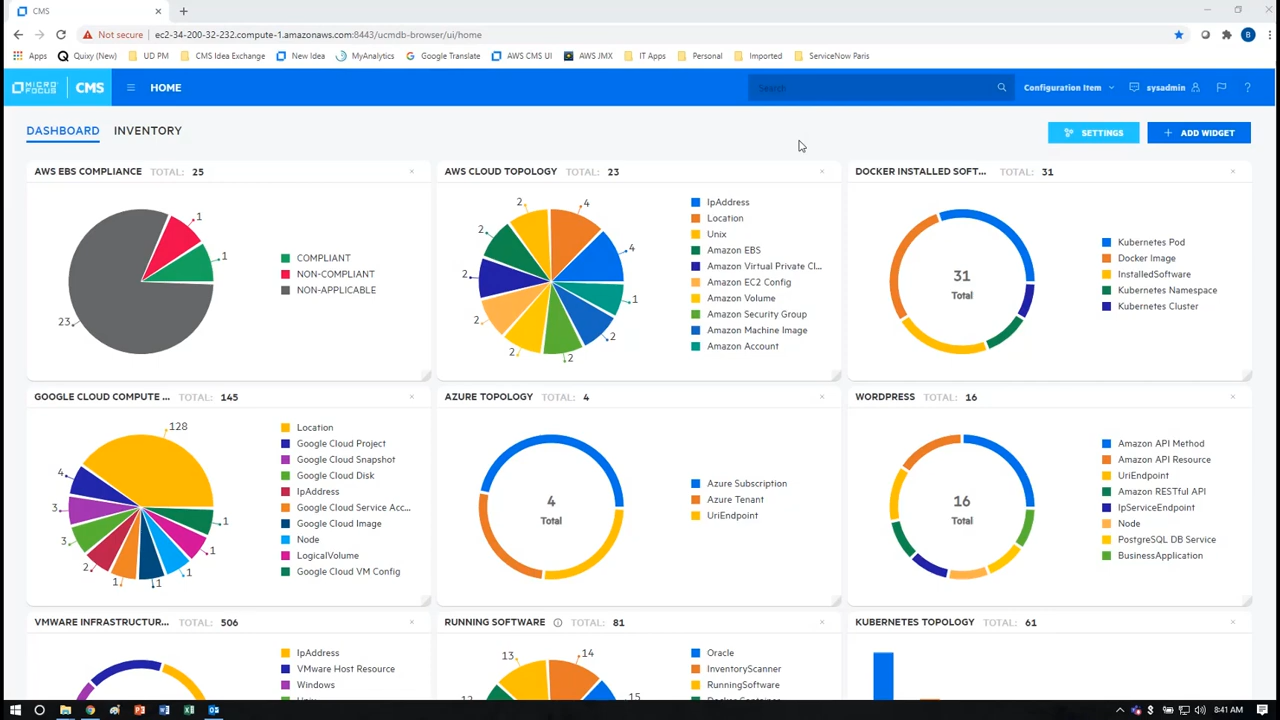 CMS
Not secure
ec2-34-200-32-232.compute-1.amazonaws.com:8443/ucmdb-browser/ui/home
B
Apps
Quixy (New)
UD PM
CMS Idea Exchange
New Idea
MyAnalytics
Google Translate
AWS CMS UI
AWS.JMX
IT Apps
Personal
Imported
ServiceNow Paris
MICRO FOCUS
CMS
HOME
Search
Configuration Item
sysadmin
?
DASHBOARD
INVENTORY
SETTINGS
+ ADD WIDGET
AWS EBS COMPLIANCE TOTAL: 25
1
1
23
COMPLIANT
NON-COMPLIANT
NON-APPLICABLE
AWS CLOUD TOPOLOGY TOTAL: 23
2
4
2
4
2
1
2
2
2
2
IpAddress
Location
Unix
Amazon EBS
Amazon Virtual Private Cl...
Amazon EC2 Config
Amazon Volume
Amazon Security Group
Amazon Machine Image
Amazon Account
DOCKER INSTALLED SOFT... TOTAL: 31
31
Total
Kubernetes Pod
Docker Image
InstalledSoftware
Kubernetes Namespace
Kubernetes Cluster
GOOGLE CLOUD COMPUTE ... TOTAL: 145
128
4
3
1
3
1
2
1
1
1
Location
Google Cloud Project
Google Cloud Snapshot
Google Cloud Disk
IpAddress
Google Cloud Service Acc...
Google Cloud Image
Node
LogicalVolume
Google Cloud VM Config
AZURE TOPOLOGY TOTAL: 4
4
Total
Azure Subscription
Azure Tenant
UriEndpoint
WORDPRESS TOTAL: 16
16
Total
Amazon API Method
Amazon API Resource
UriEndpoint
Amazon RESTful API
IpServiceEndpoint
Node
PostgreSQL DB Service
BusinessApplication
VMWARE INFRASTRUCTUR... TOTAL: 506
IpAddress
VMware Host Resource
Windows
RUNNING SOFTWARE TOTAL: 81
13
14
12
15
Oracle
InventoryScanner
RunningSoftware
KUBERNETES TOPOLOGY TOTAL: 61
8:41 AM